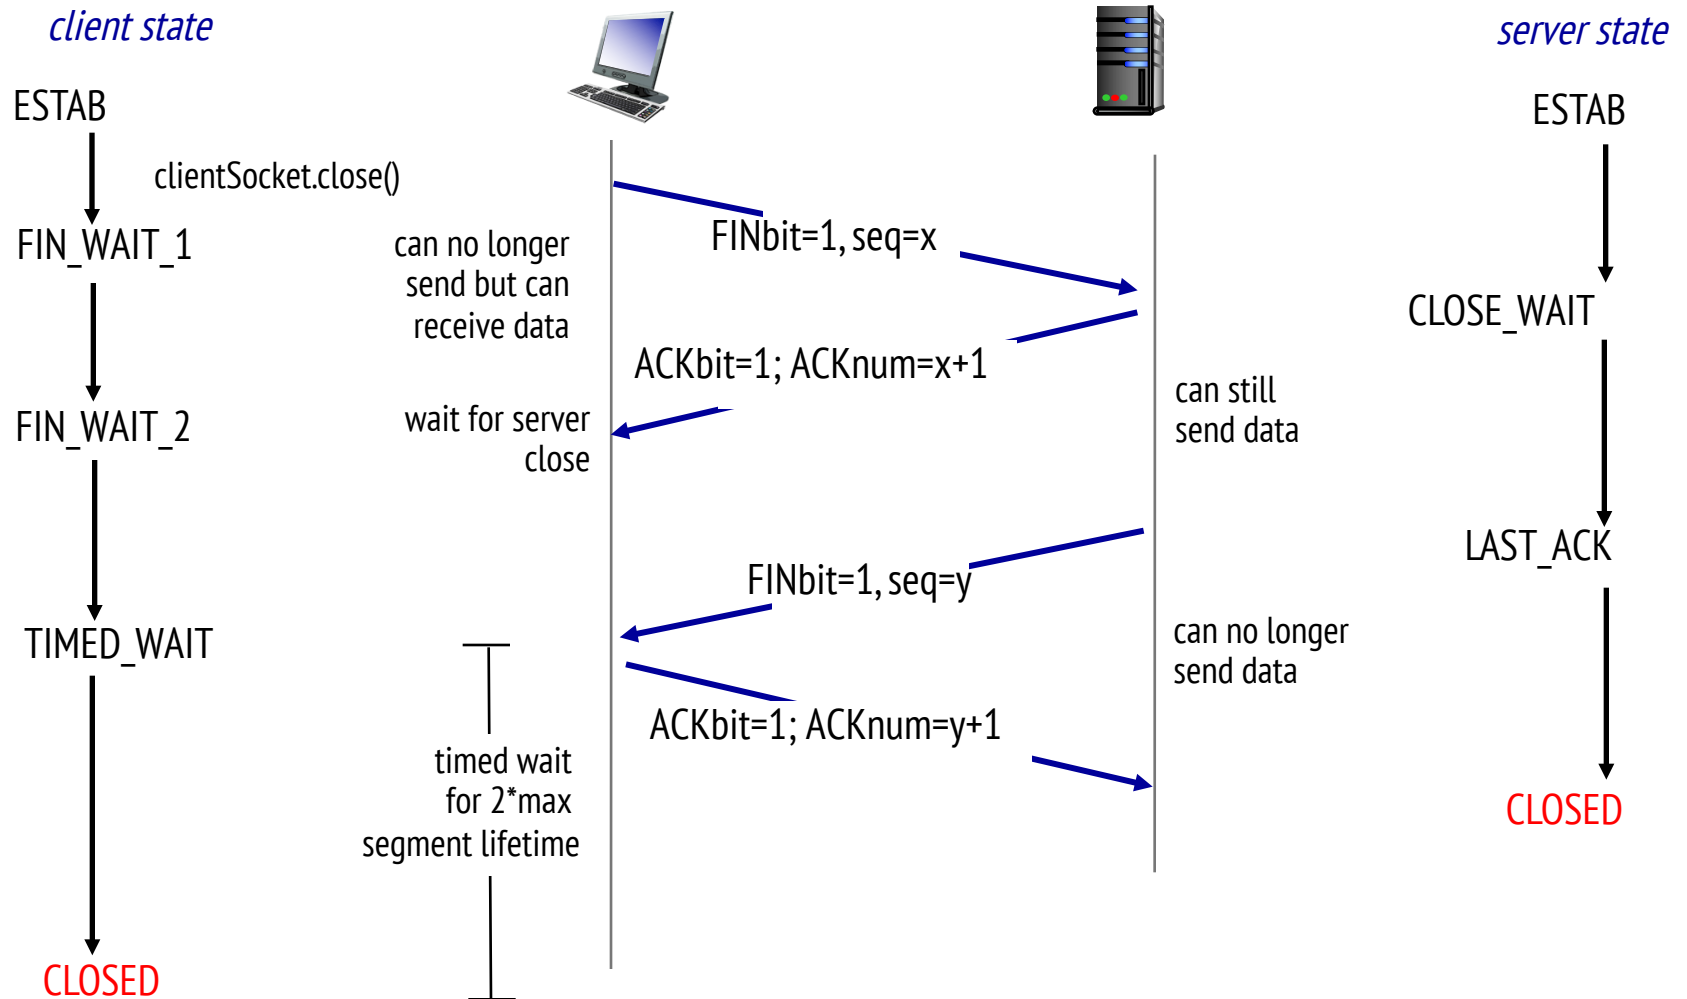 client state
server state
ESTAB
ESTAB
clientSocket.close()
FIN_WAIT_1
can no longer
send but can
receive data
FINbit=1, seq=x
CLOSE_WAIT
ACKbit=1; ACKnum=x+1
can still
send data
FIN_WAIT_2
wait for server
close
LAST_ACK
FINbit=1, seq=y
TIMED_WAIT
can no longer
send data
ACKbit=1; ACKnum=y+1
timed wait
for 2*max
segment lifetime
CLOSED
CLOSED